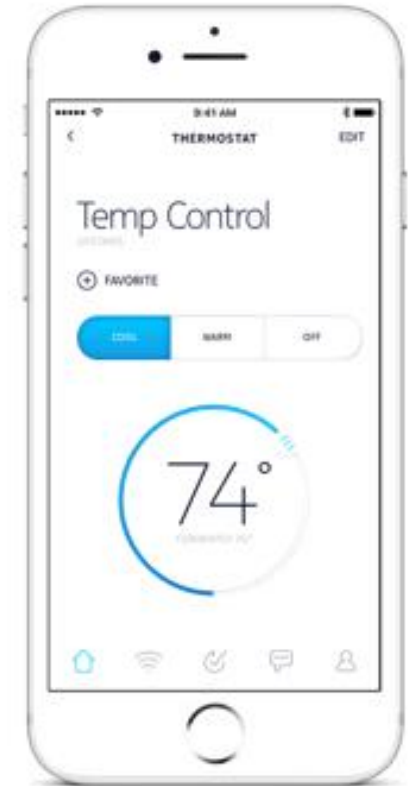 9:41 AM
THERMOSTAT
EDIT
Temp Control
FAVORITE
COOL
WARM
OFF
74°